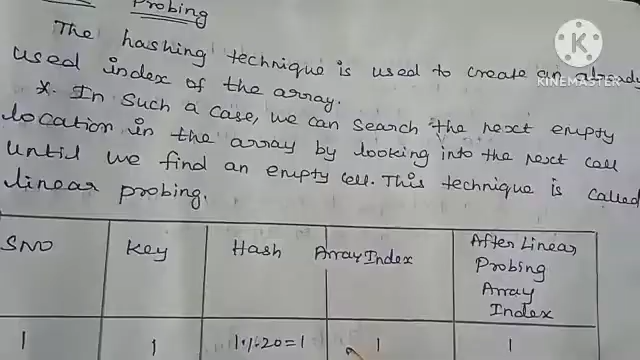 Probing
The hashing technique is used to create an already
used index of the array.
*. In such a case, we can search the next empty
location in the array by looking into the next cell
until we find an empty cell. This technique is called
linear probing.
SNO Key Hash Array Index After Linear
Probing
Array
Index
1 1 1%20=1 1 1
KINEMASTER